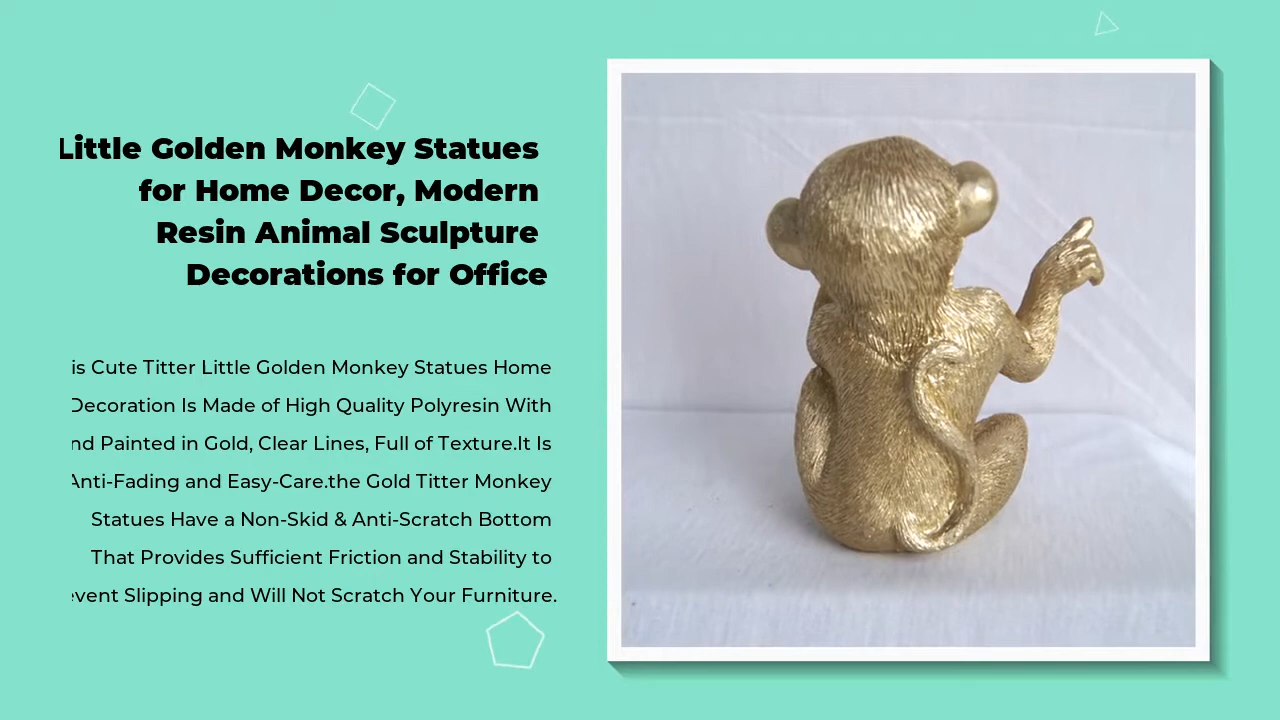 Little Golden Monkey Statues
for Home Decor, Modern
Resin Animal Sculpture
Decorations for Office
is Cute Titter Little Golden Monkey Statues Home
Decoration Is Made of High Quality Polyresin With
nd Painted in Gold, Clear Lines, Full of Texture.It Is
Anti-Fading and Easy-Care.the Gold Titter Monkey
Statues Have a Non-Skid & Anti-Scratch Bottom
That Provides Sufficient Friction and Stability to
event Slipping and Will Not Scratch Your Furniture.